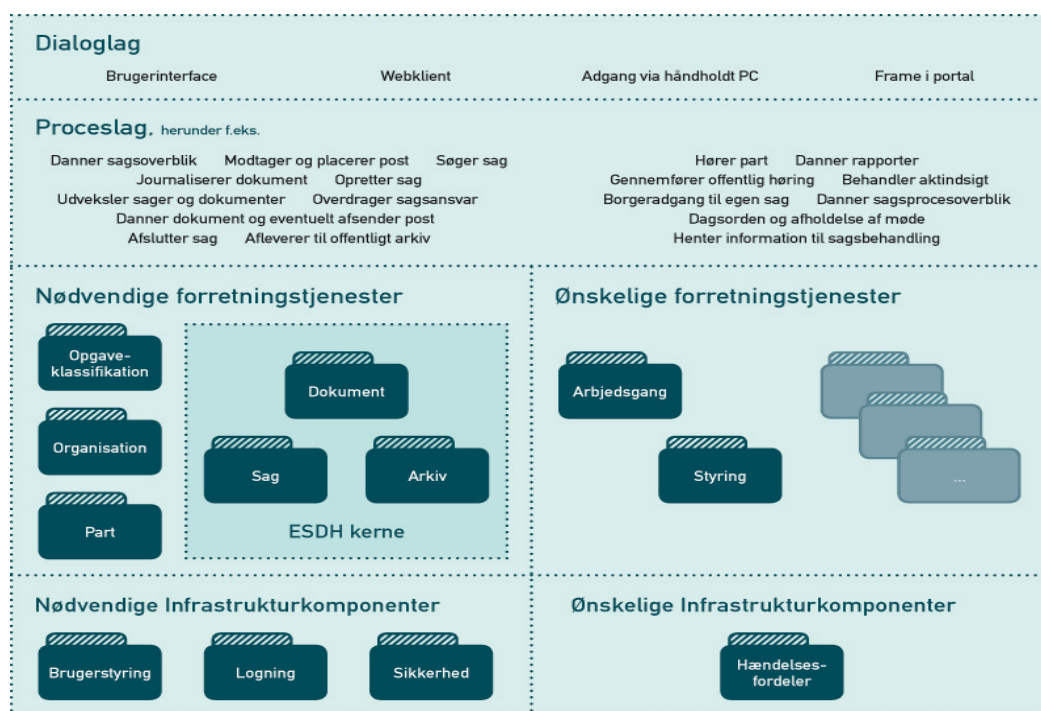 Dialoglag
Brugerinterface Webklient Adgang via håndholdt PC Frame i portal
Proceslag, herunder f.eks.
Danner sagsoverblik Modtager og placerer post Søger sag
Journaliserer dokument Opretter sag
Udveksler sager og dokumenter Overdrager sagsansvar
Danner dokument og eventuelt afsender post
Afslutter sag Afleverer til offentligt arkiv
Hører part Danner rapporter
Gennemfører offentlig høring Behandler aktindsigt
Borgeradgang til egen sag Danner sagsprocesoverblik
Dagsorden og afholdelse af møde
Henter information til sagsbehandling
Nødvendige forretningstjenester
Opgave-
klassifikation
Organisation
Part
Dokument
Sag
Arkiv
ESDH kerne
Ønskelige forretningstjenester
Arbjedsgang
Styring
...
Nødvendige Infrastrukturkomponenter
Brugerstyring
Logning
Sikkerhed
Ønskelige Infrastrukturkomponenter
Hændelses-
fordeler